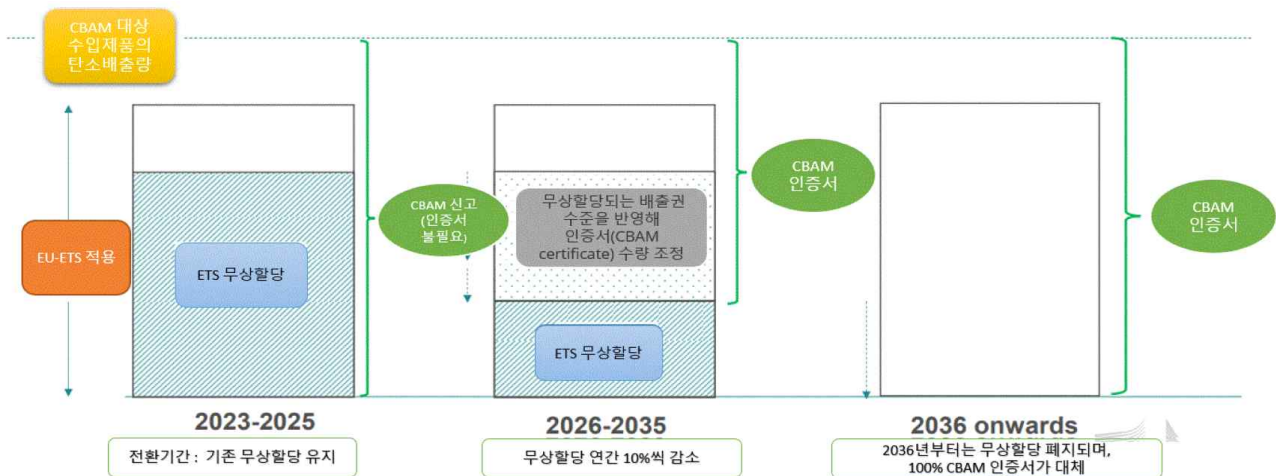 CBAM 대상
수입제품의
탄소배출량
EU-ETS 적용
ETS 무상할당
CBAM 신고
(인증서
불필요)
무상할당되는 배출권
수준을 반영해
인증서(CBAM
certificate) 수량 조정
ETS 무상할당
CBAM
인증서
CBAM
인증서
2023-2025
전환기간 : 기존 무상할당 유지
2026-2035
무상할당 연간 10%씩 감소
2036 onwards
2036년부터는 무상할당 폐지되며,
100% CBAM 인증서가 대체